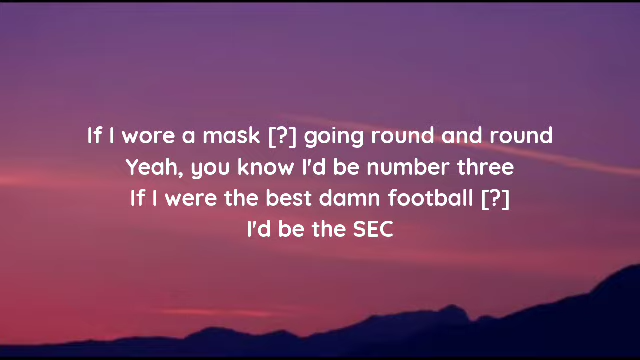 If I wore a mask [?] going round and round
Yeah, you know I'd be number three
If I were the best damn football [?]
I'd be the SEC